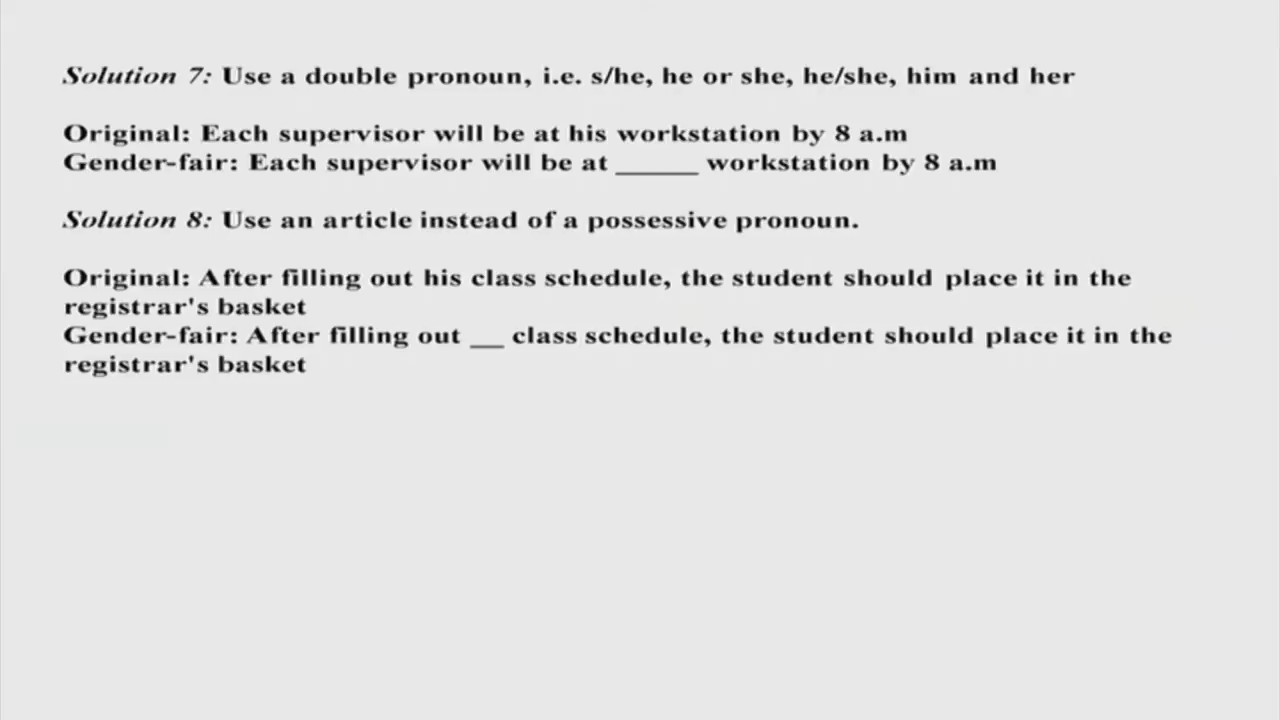 Solution 7: Use a double pronoun, i.e. s/he, he or she, he/she, him and her
Original: Each supervisor will be at his workstation by 8 a.m
Gender-fair: Each supervisor will be at ______ workstation by 8 a.m
Solution 8: Use an article instead of a possessive pronoun.
Original: After filling out his class schedule, the student should place it in the
registrar's basket
Gender-fair: After filling out __ class schedule, the student should place it in the
registrar's basket